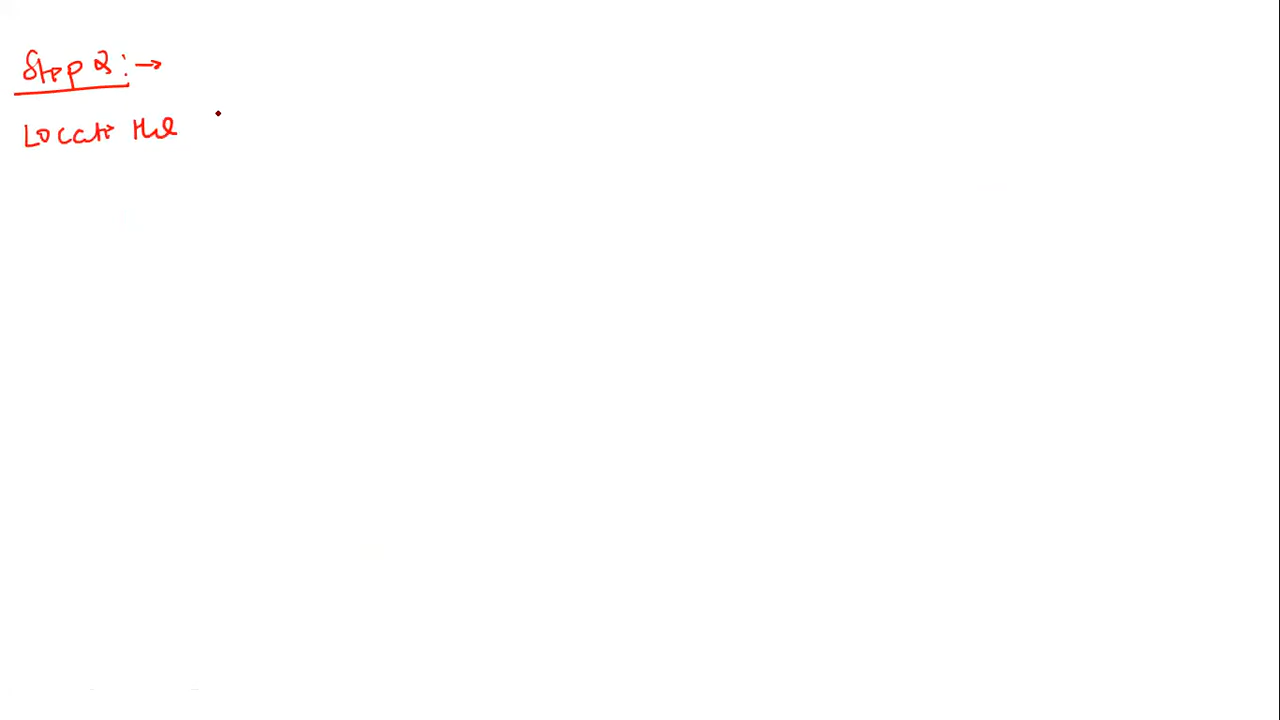 Step 2: →
Locate the